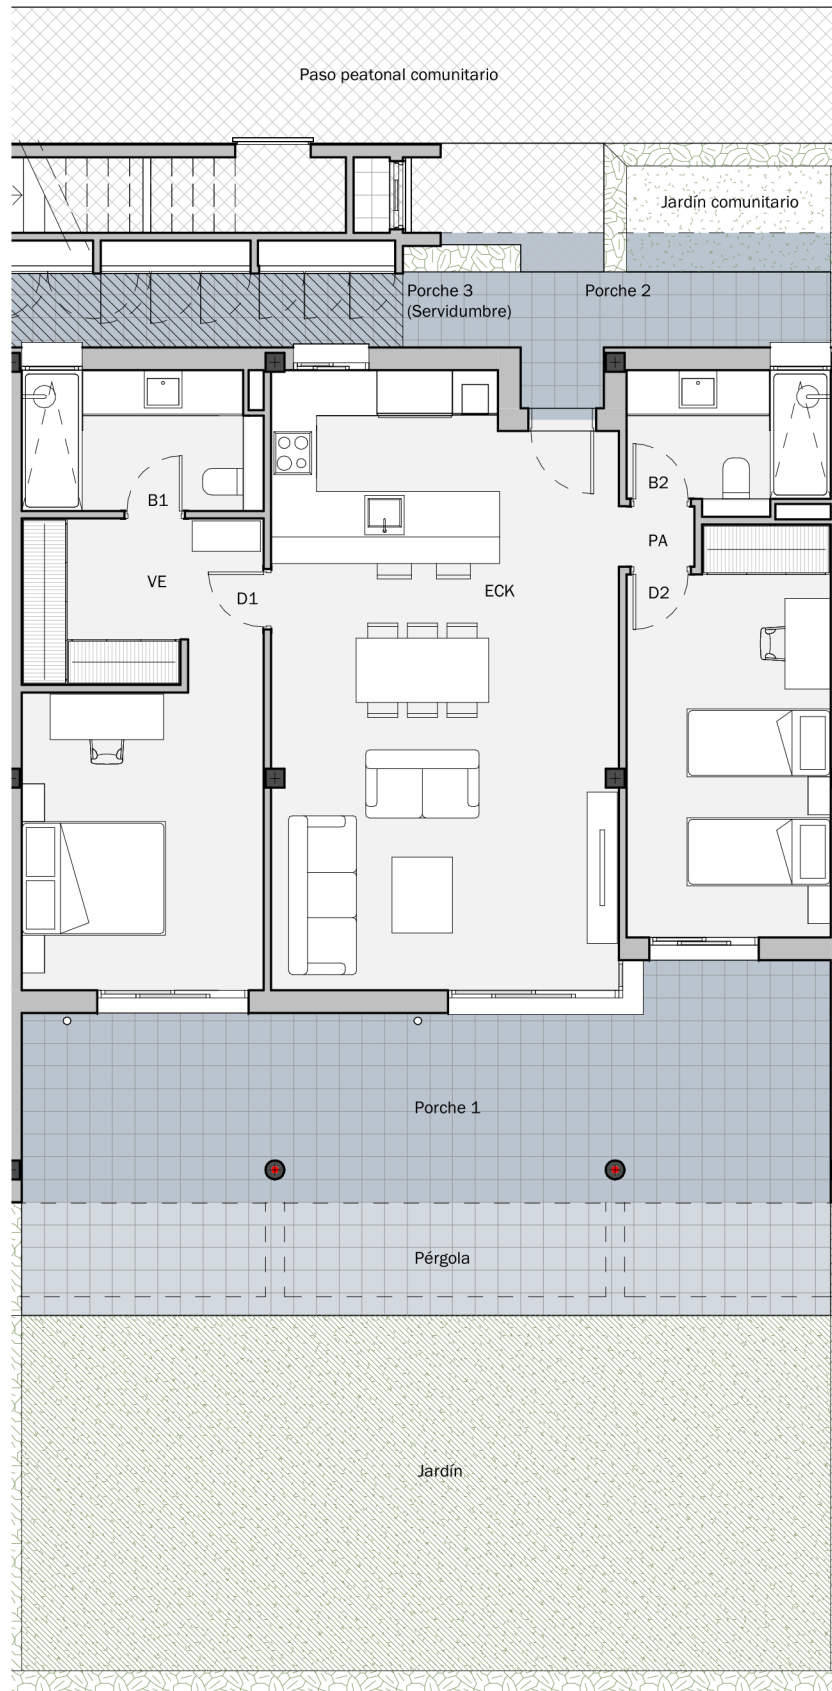 Paso peatonal comunitario
Jardín comunitario
Porche 3
(Servidumbre)
Porche 2
B1
B2
PA
VE
D1
ECK
D2
Porche 1
Pérgola
Jardín